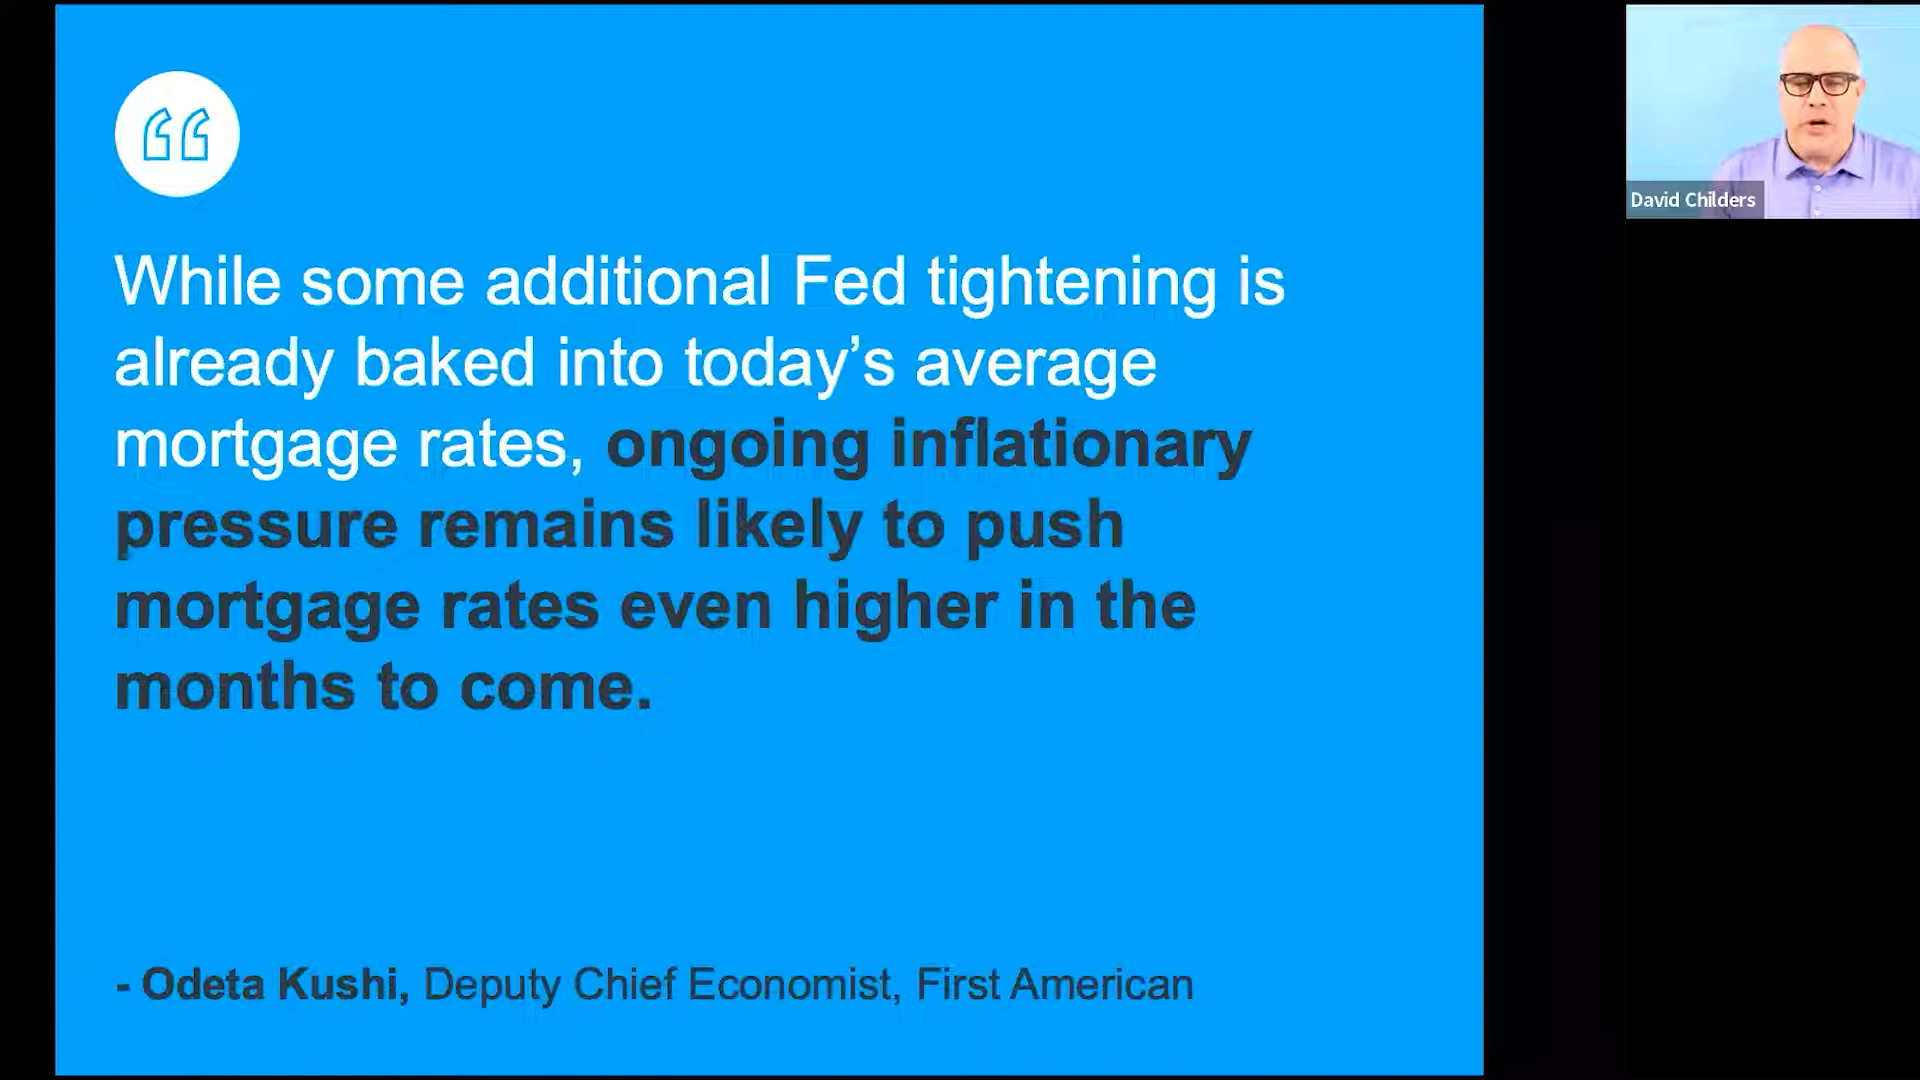 While some additional Fed tightening is
already baked into today’s average
mortgage rates, ongoing inflationary
pressure remains likely to push
mortgage rates even higher in the
months to come.
- Odeta Kushi, Deputy Chief Economist, First American
David Childers